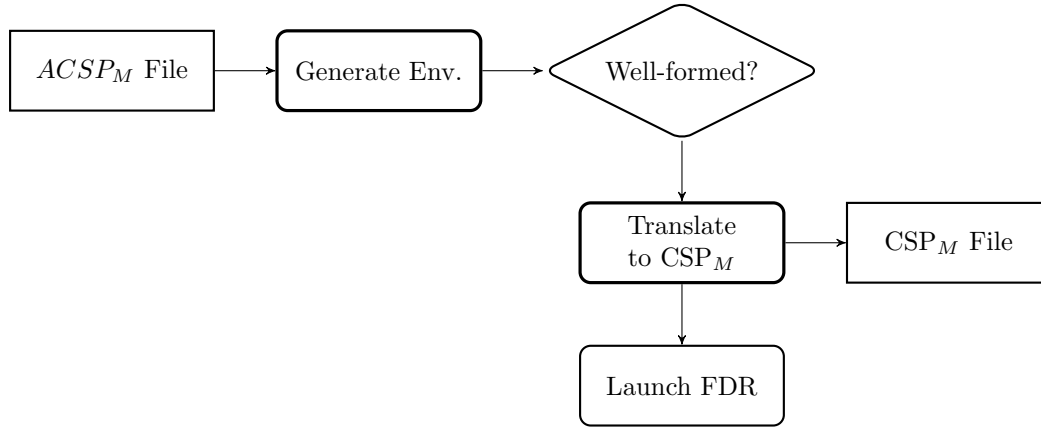 ACSP_M File
Generate Env.
Well-formed?
Translate
to CSP_M
CSP_M File
Launch FDR